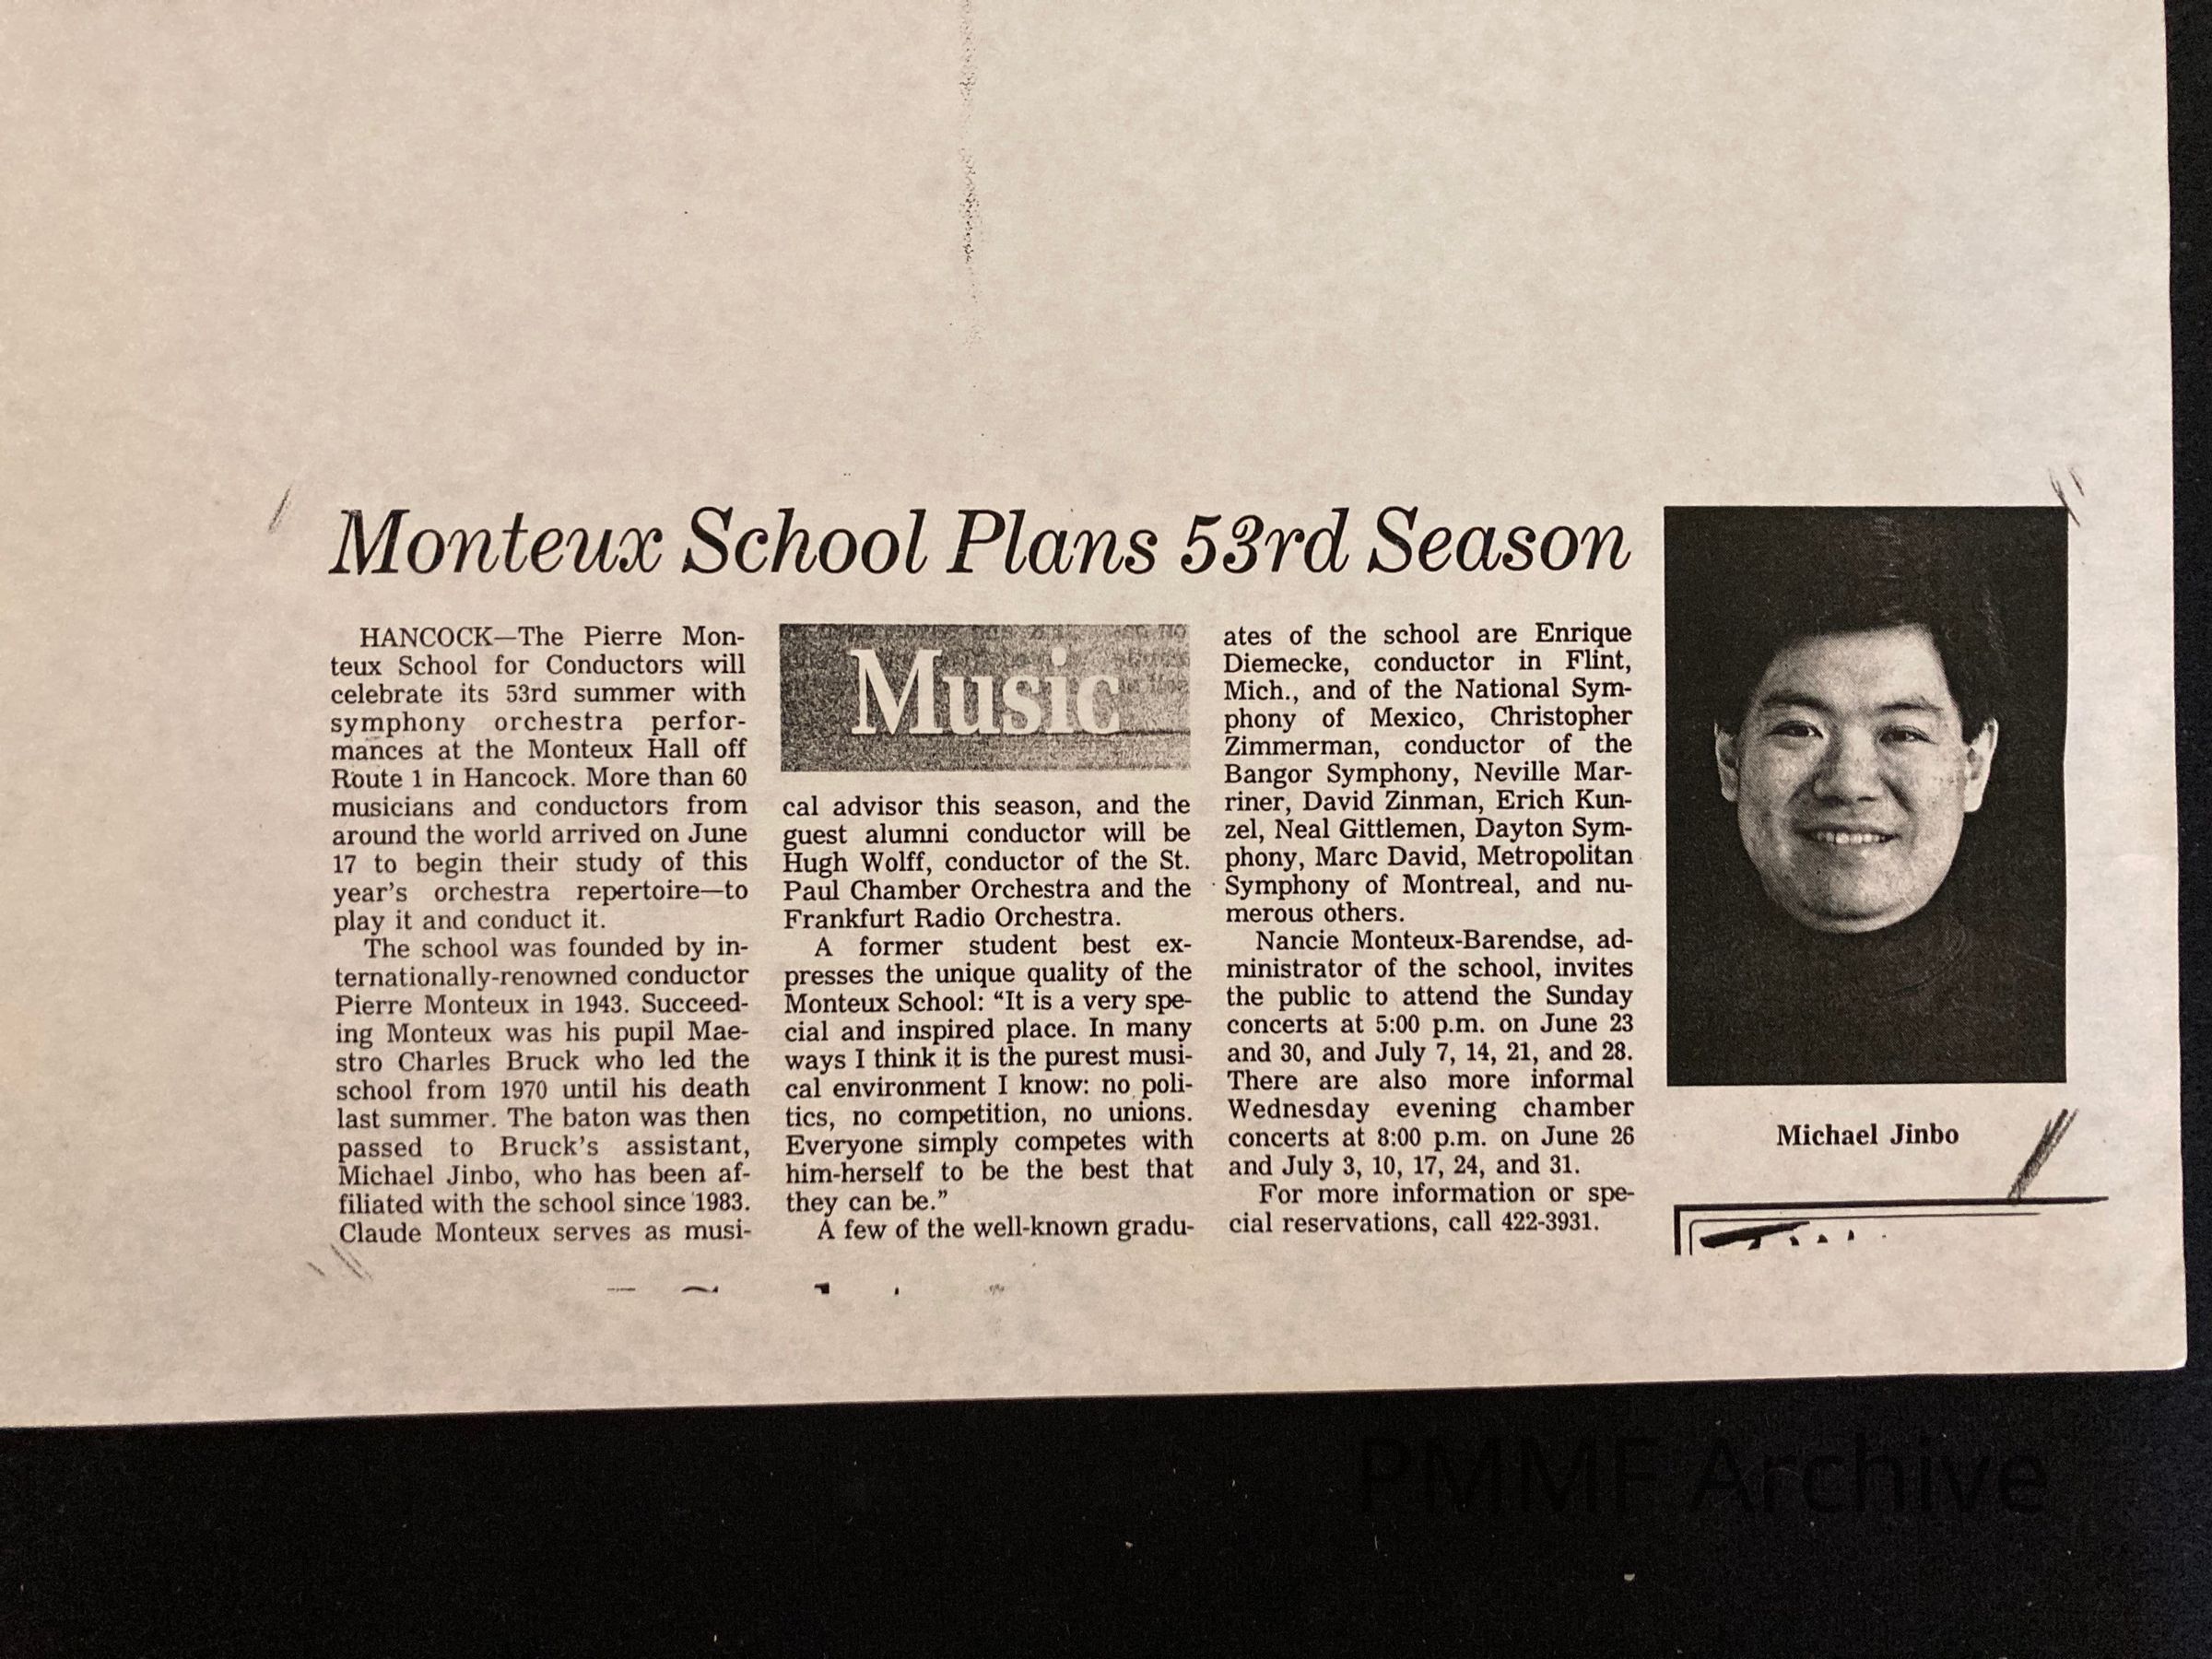 Monteux School Plans 53rd Season
HANCOCK—The Pierre Mon-
teux School for Conductors will
celebrate its 53rd summer with
symphony orchestra perfor-
mances at the Monteux Hall off
Route 1 in Hancock. More than 60
musicians and conductors from
around the world arrived on June
17 to begin their study of this
year's orchestra repertoire—to
play it and conduct it.
The school was founded by in-
ternationally-renowned conductor
Pierre Monteux in 1943. Succeed-
ing Monteux was his pupil Mae-
stro Charles Bruck who led the
school from 1970 until his death
last summer. The baton was then
passed to Bruck's assistant,
Michael Jinbo, who has been af-
filiated with the school since 1983.
Claude Monteux serves as musi-
Music
cal advisor this season, and the
guest alumni conductor will be
Hugh Wolff, conductor of the St.
Paul Chamber Orchestra and the
Frankfurt Radio Orchestra.
A former student best ex-
presses the unique quality of the
Monteux School: “It is a very spe-
cial and inspired place. In many
ways I think it is the purest musi-
cal environment I know: no poli-
tics, no competition, no unions.
Everyone simply competes with
him-herself to be the best that
they can be.”
A few of the well-known gradu-
ates of the school are Enrique
Diemecke, conductor in Flint,
Mich., and of the National Sym-
phony of Mexico, Christopher
Zimmerman, conductor of the
Bangor Symphony, Neville Mar-
riner, David Zinman, Erich Kun-
zel, Neal Gittlemen, Dayton Sym-
phony, Marc David, Metropolitan
Symphony of Montreal, and nu-
merous others.
Nancie Monteux-Barendse, ad-
ministrator of the school, invites
the public to attend the Sunday
concerts at 5:00 p.m. on June 23
and 30, and July 7, 14, 21, and 28.
There are also more informal
Wednesday evening chamber
concerts at 8:00 p.m. on June 26
and July 3, 10, 17, 24, and 31.
For more information or spe-
cial reservations, call 422-3931.
Michael Jinbo
PMMF Archive